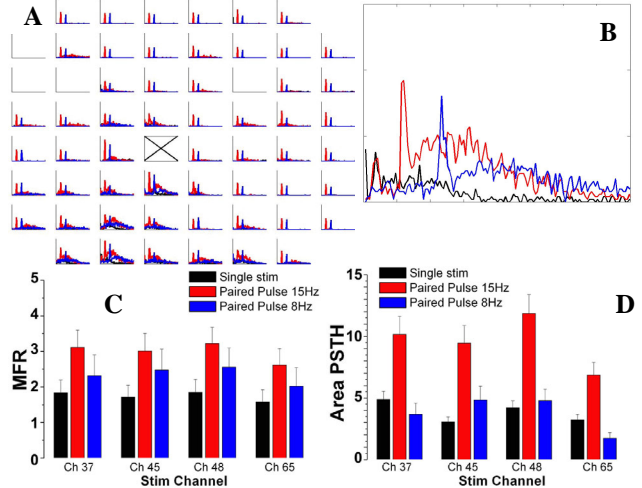 A
B
Single stim
Paired Pulse 15Hz
Paired Pulse 8Hz
C
MFR
5
4
3
2
1
0
Ch 37 Ch 45 Ch 48 Ch 65
Stim Channel
Single stim
Paired Pulse 15Hz
Paired Pulse 8Hz
D
Area PSTH
15
10
5
0
Ch 37 Ch 45 Ch 48 Ch 65
Stim Channel